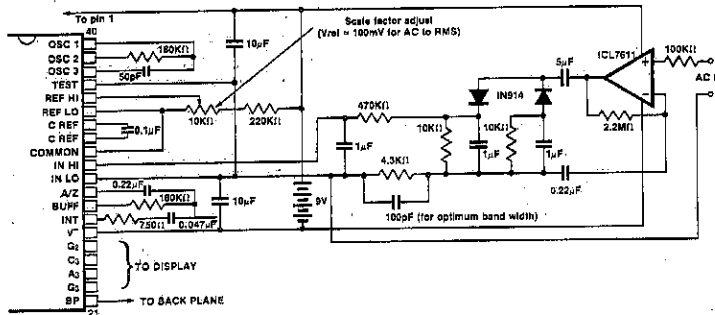 To pin 1
40
OSC 1
OSC 2
OSC 3
TEST
REF HI
REF LO
C REF
C REF
COMMON
IN HI
IN LO
A/Z
BUFF
INT
V-
G2
C3
A3
G3
BP
21
180KΩ
50pF
0.1µF
10µF
Scale factor adjuel
(Vrel = 100mV for AC to RMS)
10KΩ
220KΩ
5µF
ICL7611
+
-
100KΩ
AC I
IN914
2.2MΩ
470KΩ
1µF
10KΩ
1µF
10KΩ
1µF
4.3KΩ
0.22µF
100pF (for optimum band width)
0.22µF
180KΩ
750Ω
0.047µF
10µF
9V
TO DISPLAY
TO BACK PLANE